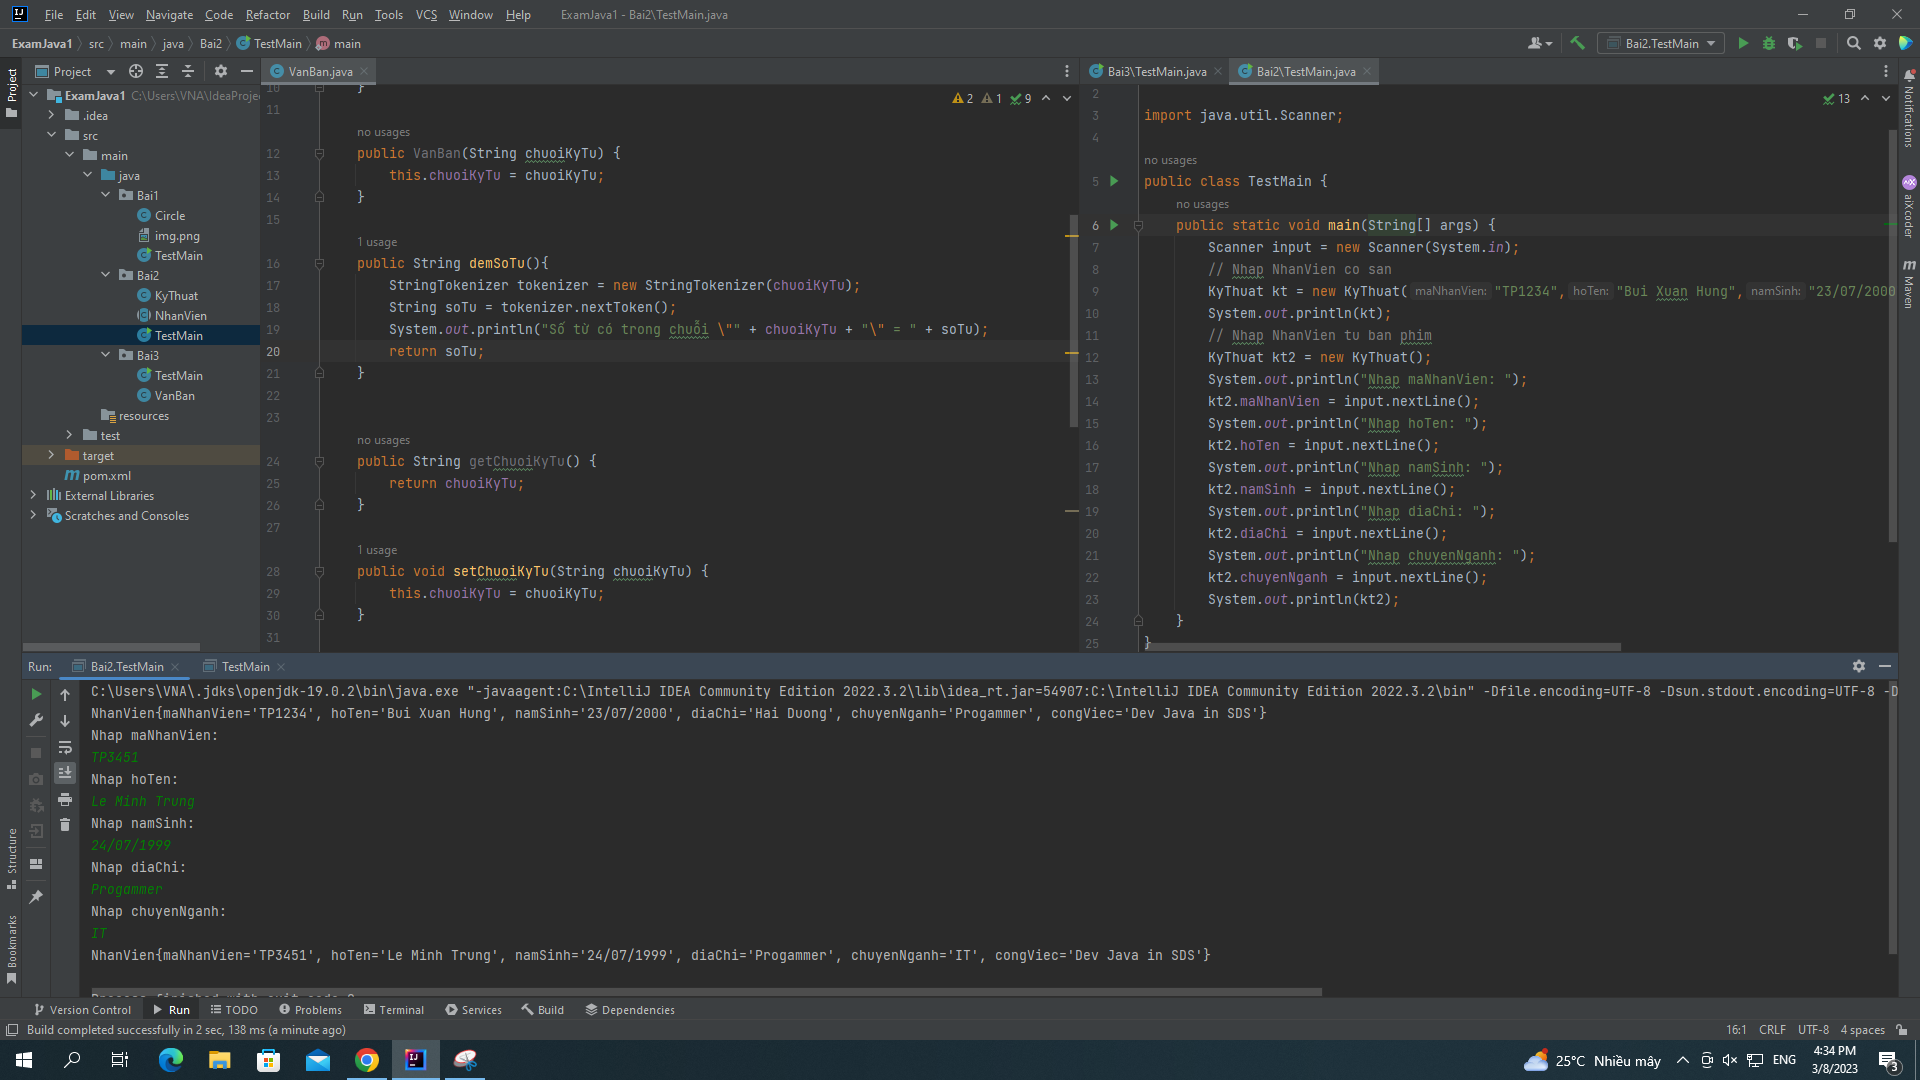 File Edit View Navigate Code Refactor Build Run Tools VCS Window Help ExamJava1 - Bai2\TestMain.java
ExamJava1 src main java Bai2 TestMain main
Bai2.TestMain
Project
VanBan.java
Bai3\TestMain.java
Bai2\TestMain.java
Project
ExamJava1 C:\Users\VNA\IdeaProje
.idea
src
main
java
Bai1
Circle
img.png
TestMain
Bai2
KyThuat
NhanVien
TestMain
Bai3
TestMain
VanBan
resources
test
target
pom.xml
External Libraries
Scratches and Consoles
2 1 9
10 }
11
no usages
12 public VanBan(String chuoiKyTu) {
13 this.chuoiKyTu = chuoiKyTu;
14 }
15
1 usage
16 public String demSoTu(){
17 StringTokenizer tokenizer = new StringTokenizer(chuoiKyTu);
18 String soTu = tokenizer.nextToken();
19 System.out.println("Số từ có trong chuỗi \"" + chuoiKyTu + "\" = " + soTu);
20 return soTu;
21 }
22
23
no usages
24 public String getChuoiKyTu() {
25 return chuoiKyTu;
26 }
27
1 usage
28 public void setChuoiKyTu(String chuoiKyTu) {
29 this.chuoiKyTu = chuoiKyTu;
30 }
31
13
2
3 import java.util.Scanner;
4
no usages
5 public class TestMain {
no usages
6 public static void main(String[] args) {
7 Scanner input = new Scanner(System.in);
8 // Nhap NhanVien co san
9 KyThuat kt = new KyThuat( maNhanVien: "TP1234", hoTen: "Bui Xuan Hung", namSinh: "23/07/2000
10 System.out.println(kt);
11 // Nhap NhanVien tu ban phim
12 KyThuat kt2 = new KyThuat();
13 System.out.println("Nhap maNhanVien: ");
14 kt2.maNhanVien = input.nextLine();
15 System.out.println("Nhap hoTen: ");
16 kt2.hoTen = input.nextLine();
17 System.out.println("Nhap namSinh: ");
18 kt2.namSinh = input.nextLine();
19 System.out.println("Nhap diaChi: ");
20 kt2.diaChi = input.nextLine();
21 System.out.println("Nhap chuyenNganh: ");
22 kt2.chuyenNganh = input.nextLine();
23 System.out.println(kt2);
24 }
25 }
Notifications
aiXcoder
Maven
Structure
Bookmarks
Run: Bai2.TestMain TestMain
C:\Users\VNA\.jdks\openjdk-19.0.2\bin\java.exe "-javaagent:C:\IntelliJ IDEA Community Edition 2022.3.2\lib\idea_rt.jar=54907:C:\IntelliJ IDEA Community Edition 2022.3.2\bin" -Dfile.encoding=UTF-8 -Dsun.stdout.encoding=UTF-8 -D
NhanVien{maNhanVien='TP1234', hoTen='Bui Xuan Hung', namSinh='23/07/2000', diaChi='Hai Duong', chuyenNganh='Progammer', congViec='Dev Java in SDS'}
Nhap maNhanVien:
TP3451
Nhap hoTen:
Le Minh Trung
Nhap namSinh:
24/07/1999
Nhap diaChi:
Progammer
Nhap chuyenNganh:
IT
NhanVien{maNhanVien='TP3451', hoTen='Le Minh Trung', namSinh='24/07/1999', diaChi='Progammer', chuyenNganh='IT', congViec='Dev Java in SDS'}
Process finished with exit code 0
Version Control Run TODO Problems Terminal Services Build Dependencies
Build completed successfully in 2 sec, 138 ms (a minute ago)
16:1 CRLF UTF-8 4 spaces
25°C Nhiều mây ENG
4:34 PM
3/8/2023
3